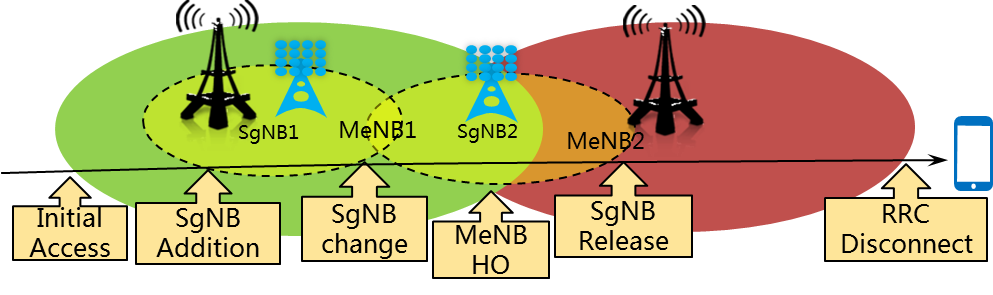 SgNB1
MeNB1
SgNB2
MeNB2
Initial
Access
SgNB
Addition
SgNB
change
MeNB
HO
SgNB
Release
RRC
Disconnect